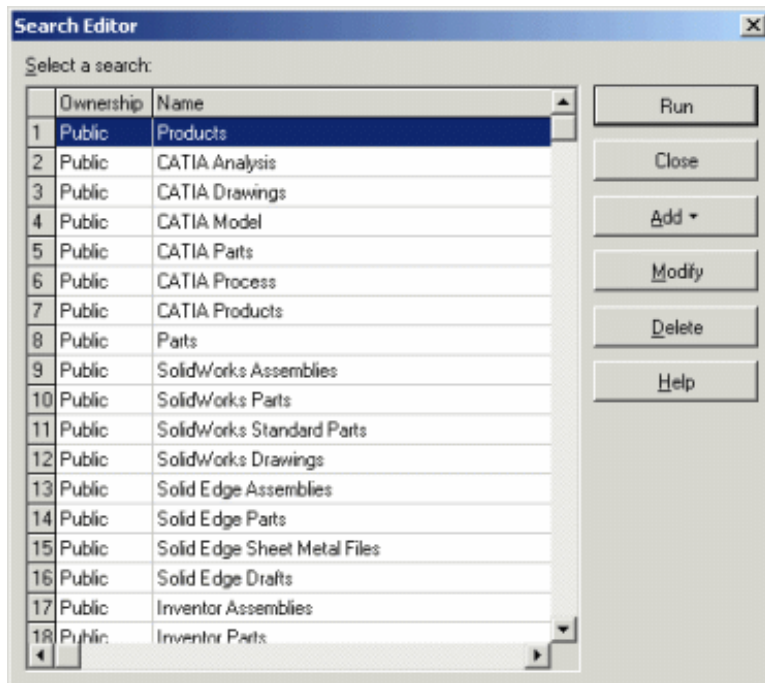 Search Editor
Select a search:
Ownership Name
1 Public Products
2 Public CATIA Analysis
3 Public CATIA Drawings
4 Public CATIA Model
5 Public CATIA Parts
6 Public CATIA Process
7 Public CATIA Products
8 Public Parts
9 Public SolidWorks Assemblies
10 Public SolidWorks Parts
11 Public SolidWorks Standard Parts
12 Public SolidWorks Drawings
13 Public Solid Edge Assemblies
14 Public Solid Edge Parts
15 Public Solid Edge Sheet Metal Files
16 Public Solid Edge Drafts
17 Public Inventor Assemblies
18 Public Inventor Parts
Run
Close
Add
Modify
Delete
Help